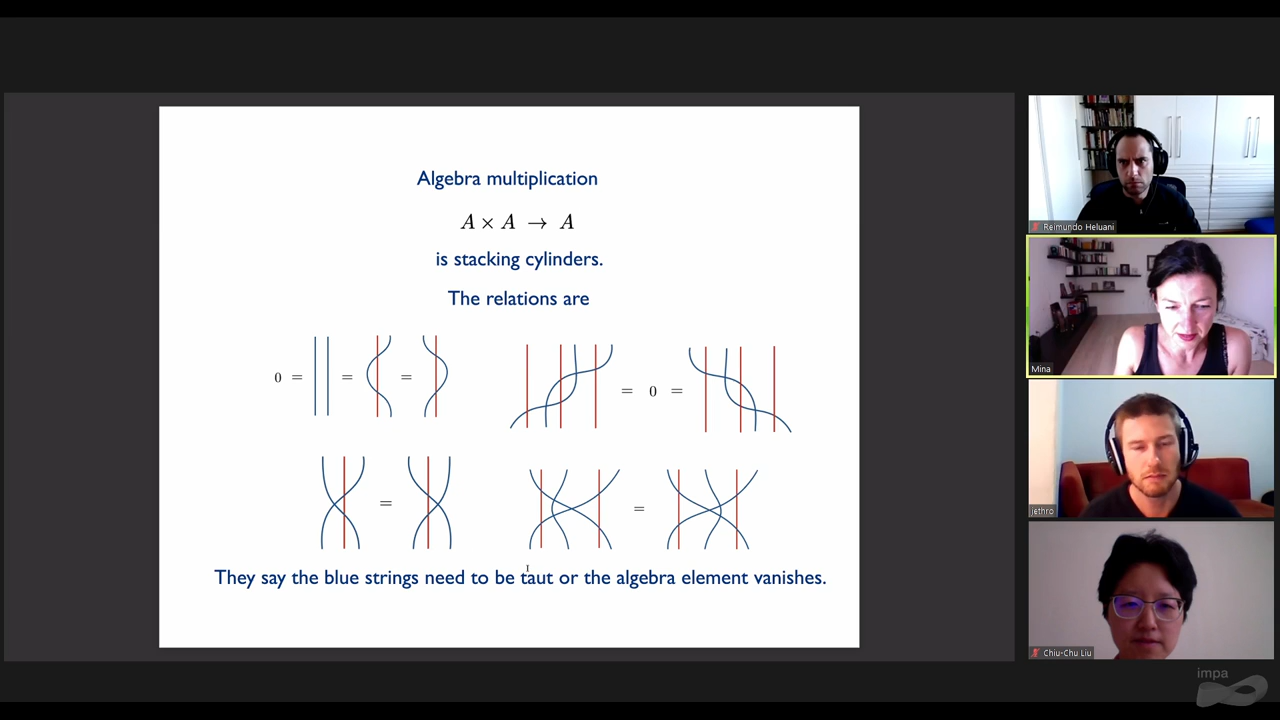 Algebra multiplication
A × A → A
is stacking cylinders.
The relations are
0 = = =
= 0 =
=
=
They say the blue strings need to be taut or the algebra element vanishes.
Reimundo Heluani
Mina
jethro
Chiu-Chu Liu
impa